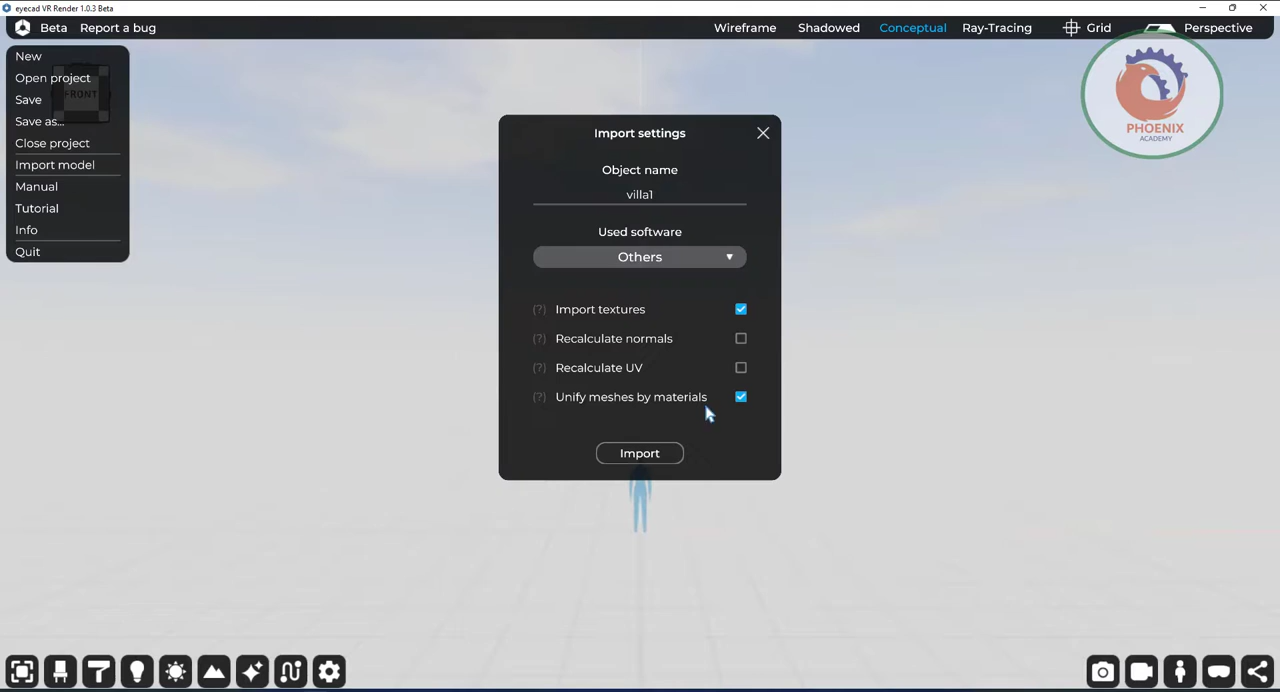 eyecad VR Render 1.0.3 Beta
Beta Report a bug Wireframe Shadowed Conceptual Ray-Tracing Grid Perspective
New
Open project
FRONT
Save
Save as...
Close project
Import model
Manual
Tutorial
Info
Quit
Import settings
Object name
villa1
Used software
Others
(?) Import textures
(?) Recalculate normals
(?) Recalculate UV
(?) Unify meshes by materials
Import
PHOENIX
ACADEMY